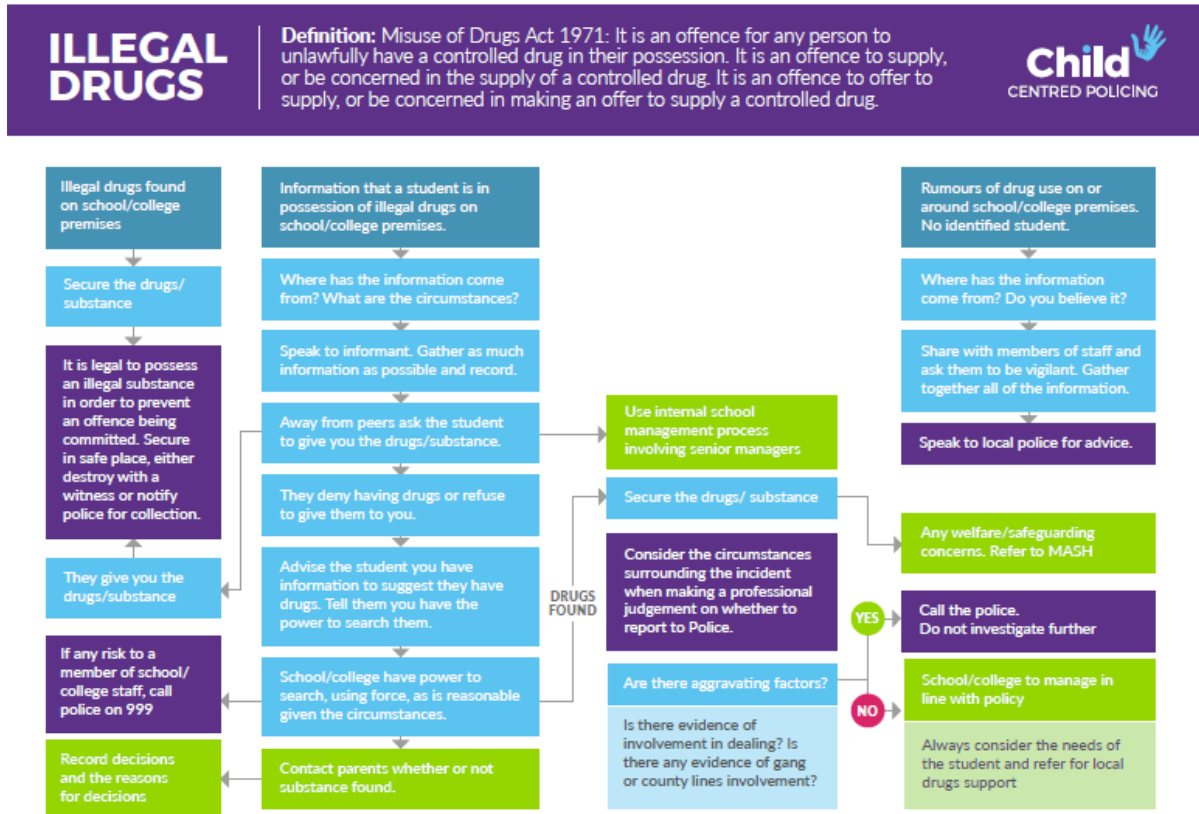 ILLEGAL
DRUGS
Definition: Misuse of Drugs Act 1971: It is an offence for any person to
unlawfully have a controlled drug in their possession. It is an offence to supply,
or be concerned in the supply of a controlled drug. It is an offence to offer to
supply, or be concerned in making an offer to supply a controlled drug.
Child
CENTRED POLICING
Illegal drugs found
on school/college
premises
Secure the drugs/
substance
It is legal to possess
an illegal substance
in order to prevent
an offence being
committed. Secure
in safe place, either
destroy with a
witness or notify
police for collection.
They give you the
drugs/substance
If any risk to a
member of school/
college staff, call
police on 999
Record decisions
and the reasons
for decisions
Information that a student is in
possession of illegal drugs on
school/college premises.
Where has the information come
from? What are the circumstances?
Speak to informant. Gather as much
information as possible and record.
Away from peers ask the student
to give you the drugs/substance.
They deny having drugs or refuse
to give them to you.
Advise the student you have
information to suggest they have
drugs. Tell them you have the
power to search them.
School/college have power to
search, using force, as is reasonable
given the circumstances.
Contact parents whether or not
substance found.
DRUGS
FOUND
Use internal school
management process
involving senior managers
Secure the drugs/ substance
Consider the circumstances
surrounding the incident
when making a professional
judgement on whether to
report to Police.
Are there aggravating factors?
Is there evidence of
involvement in dealing? Is
there any evidence of gang
or county lines involvement?
YES
NO
Rumours of drug use on or
around school/college premises.
No identified student.
Where has the information
come from? Do you believe it?
Share with members of staff and
ask them to be vigilant. Gather
together all of the information.
Speak to local police for advice.
Any welfare/safeguarding
concerns. Refer to MASH
Call the police.
Do not investigate further
School/college to manage in
line with policy
Always consider the needs of
the student and refer for local
drugs support